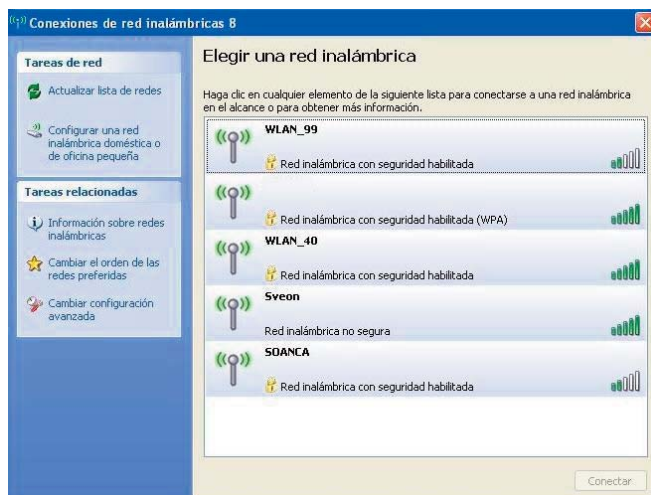 Conexiones de red inalámbricas 8
Tareas de red
Actualizar lista de redes
Configurar una red
inalámbrica doméstica o
de oficina pequeña
Tareas relacionadas
Información sobre redes
inalámbricas
Cambiar el orden de las
redes preferidas
Cambiar configuración
avanzada
Elegir una red inalámbrica
Haga clic en cualquier elemento de la siguiente lista para conectarse a una red inalámbrica
en el alcance o para obtener más información.
WLAN_99
Red inalámbrica con seguridad habilitada
Red inalámbrica con seguridad habilitada (WPA)
WLAN_40
Red inalámbrica con seguridad habilitada
Sveon
Red inalámbrica no segura
SOANCA
Red inalámbrica con seguridad habilitada
Conectar